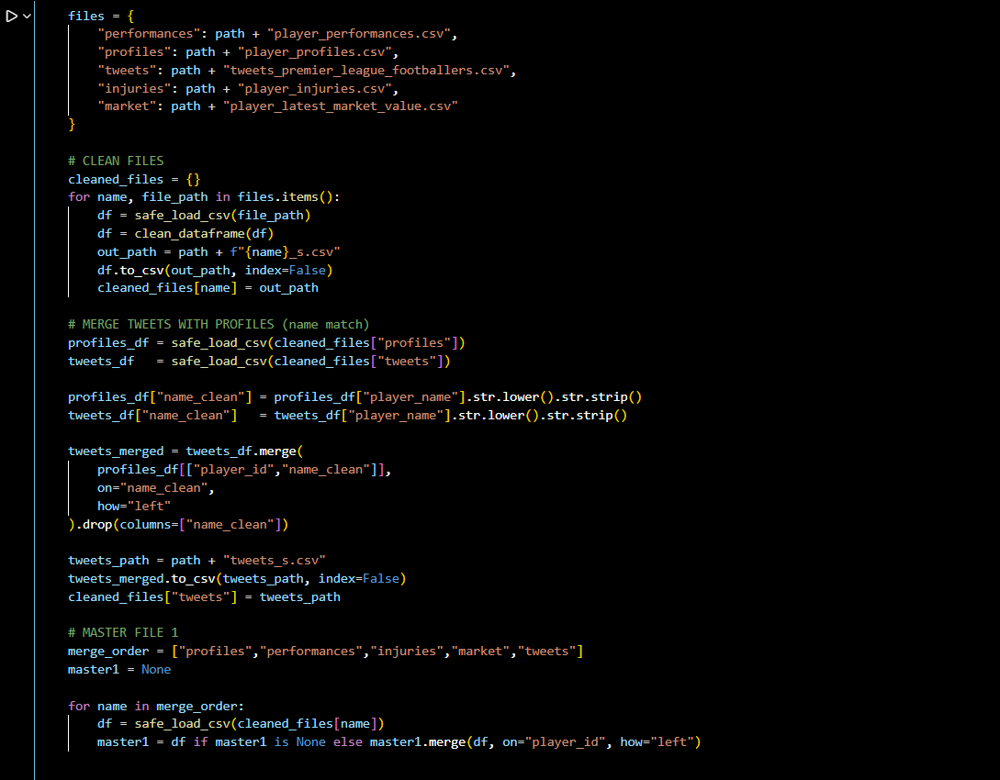 files = {
    "performances": path + "player_performances.csv",
    "profiles": path + "player_profiles.csv",
    "tweets": path + "tweets_premier_league_footballers.csv",
    "injuries": path + "player_injuries.csv",
    "market": path + "player_latest_market_value.csv"
}

# CLEAN FILES
cleaned_files = {}
for name, file_path in files.items():
    df = safe_load_csv(file_path)
    df = clean_dataframe(df)
    out_path = path + f"{name}_s.csv"
    df.to_csv(out_path, index=False)
    cleaned_files[name] = out_path

# MERGE TWEETS WITH PROFILES (name match)
profiles_df = safe_load_csv(cleaned_files["profiles"])
tweets_df   = safe_load_csv(cleaned_files["tweets"])

profiles_df["name_clean"] = profiles_df["player_name"].str.lower().str.strip()
tweets_df["name_clean"]   = tweets_df["player_name"].str.lower().str.strip()

tweets_merged = tweets_df.merge(
    profiles_df[["player_id","name_clean"]],
    on="name_clean",
    how="left"
).drop(columns=["name_clean"])

tweets_path = path + "tweets_s.csv"
tweets_merged.to_csv(tweets_path, index=False)
cleaned_files["tweets"] = tweets_path

# MASTER FILE 1
merge_order = ["profiles","performances","injuries","market","tweets"]
master1 = None

for name in merge_order:
    df = safe_load_csv(cleaned_files[name])
    master1 = df if master1 is None else master1.merge(df, on="player_id", how="left")